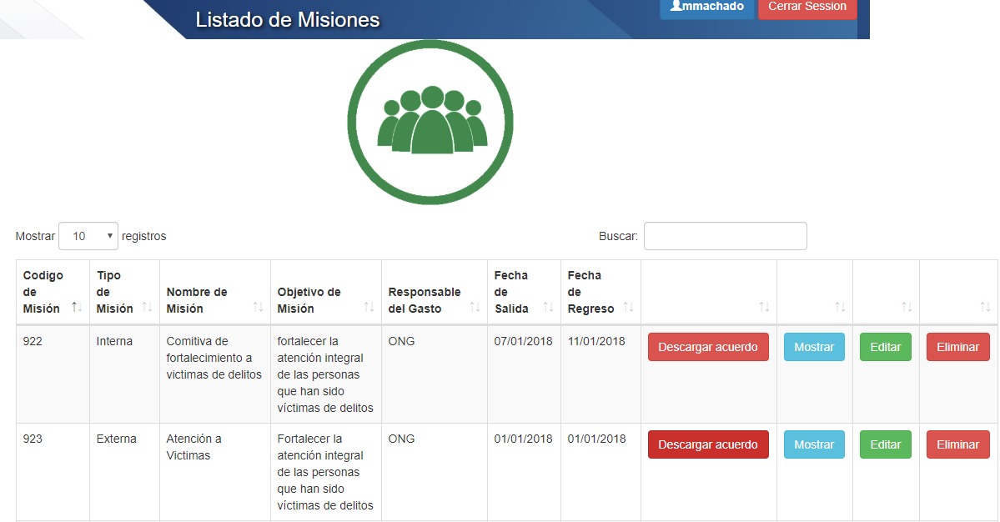 Listado de Misiones
mmachado
Cerrar Session
Mostrar 10 registros
Buscar:
Codigo de Misión
Tipo de Misión
Nombre de Misión
Objetivo de Misión
Responsable del Gasto
Fecha de Salida
Fecha de Regreso
922
Interna
Comitiva de
fortalecimiento a
victimas de delitos
fortalecer la
atención integral
de las personas
que han sido
víctimas de delitos
ONG
07/01/2018
11/01/2018
Descargar acuerdo
Mostrar
Editar
Eliminar
923
Externa
Atención a
Victimas
Fortalecer la
atención integral
de las personas
que han sido
víctimas de delitos
ONG
01/01/2018
01/01/2018
Descargar acuerdo
Mostrar
Editar
Eliminar